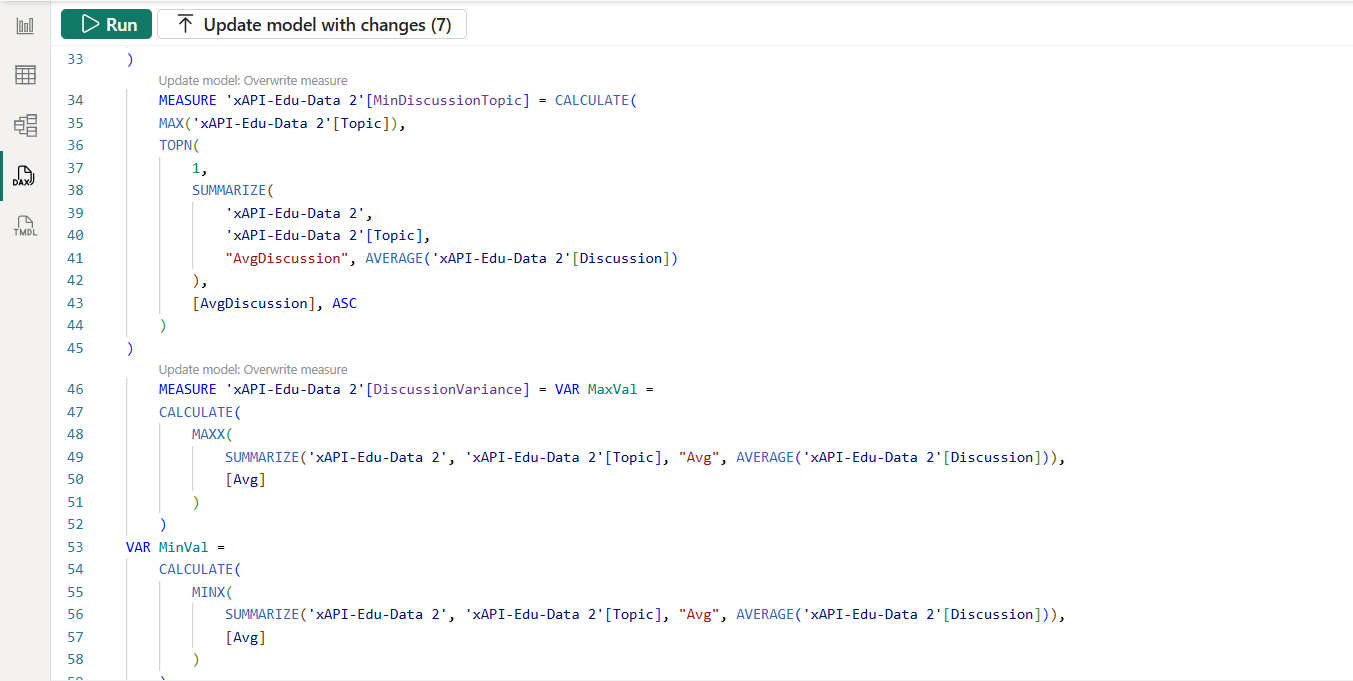 Run Update model with changes (7)
33 )
Update model: Overwrite measure
34 MEASURE 'xAPI-Edu-Data 2'[MinDiscussionTopic] = CALCULATE(
35 MAX('xAPI-Edu-Data 2'[Topic]),
36 TOPN(
37 1,
38 SUMMARIZE(
39 'xAPI-Edu-Data 2',
40 'xAPI-Edu-Data 2'[Topic],
41 "AvgDiscussion", AVERAGE('xAPI-Edu-Data 2'[Discussion])
42 ),
43 [AvgDiscussion], ASC
44 )
45 )
Update model: Overwrite measure
46 MEASURE 'xAPI-Edu-Data 2'[DiscussionVariance] = VAR MaxVal =
47 CALCULATE(
48 MAXX(
49 SUMMARIZE('xAPI-Edu-Data 2', 'xAPI-Edu-Data 2'[Topic], "Avg", AVERAGE('xAPI-Edu-Data 2'[Discussion])),
50 [Avg]
51 )
52 )
53 VAR MinVal =
54 CALCULATE(
55 MINX(
56 SUMMARIZE('xAPI-Edu-Data 2', 'xAPI-Edu-Data 2'[Topic], "Avg", AVERAGE('xAPI-Edu-Data 2'[Discussion])),
57 [Avg]
58 )
DAX
TMDL